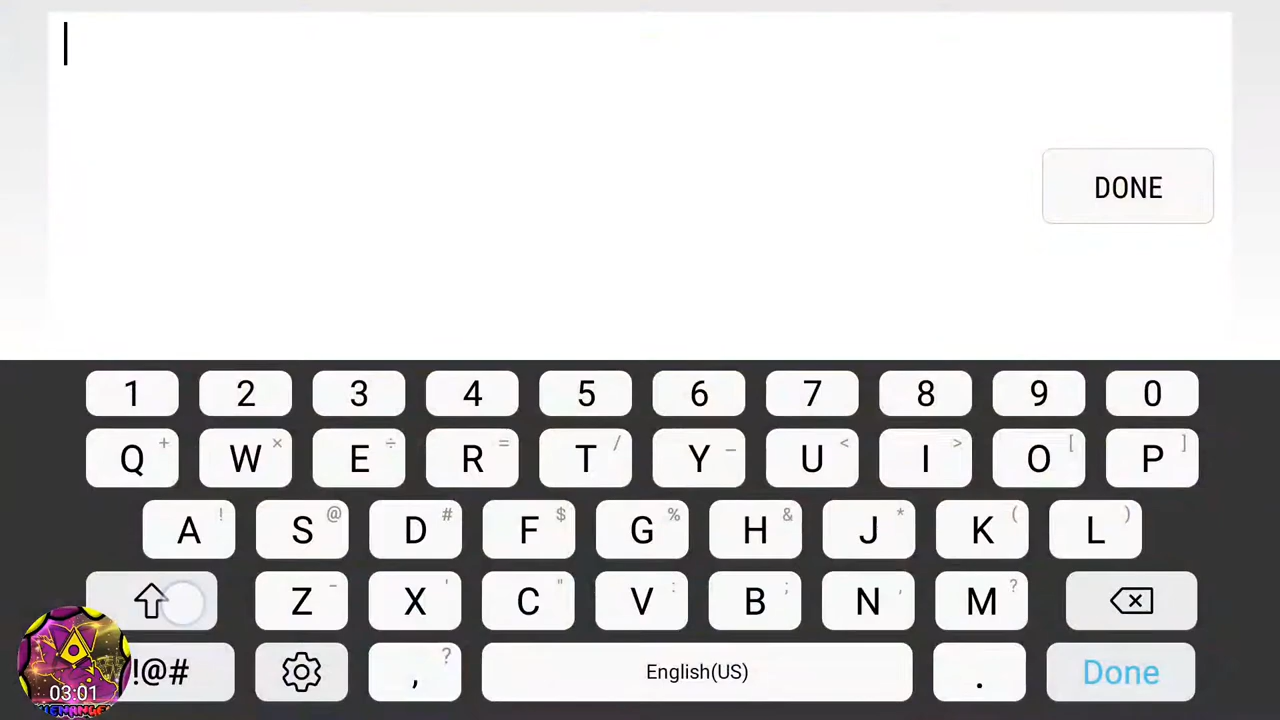 DONE
1 2 3 4 5 6 7 8 9 0
Q + W × E ÷ R = T / Y _ U < I > O [ P ]
A ! S @ D # F $ G % H & J * K ( L )
Z - X ' C " V : B ; N , M ?
!@# , ? English(US) . Done
03:01